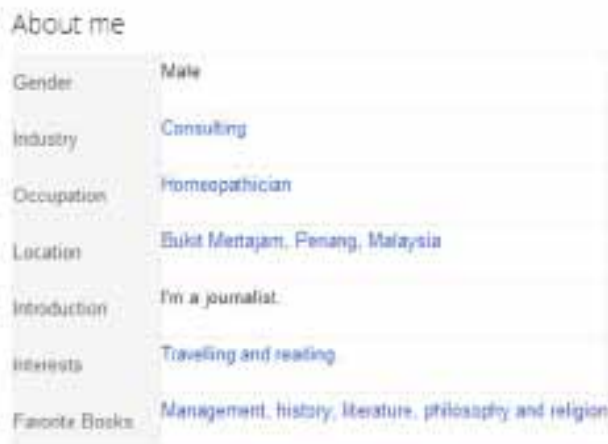 About me
Gender Male
Industry Consulting
Occupation Homeopathician
Location Bukit Mertajam, Penang, Malaysia
Introduction I'm a journalist.
Interests Travelling and reading
Favorite Books Management, history, literature, philosophy and religion